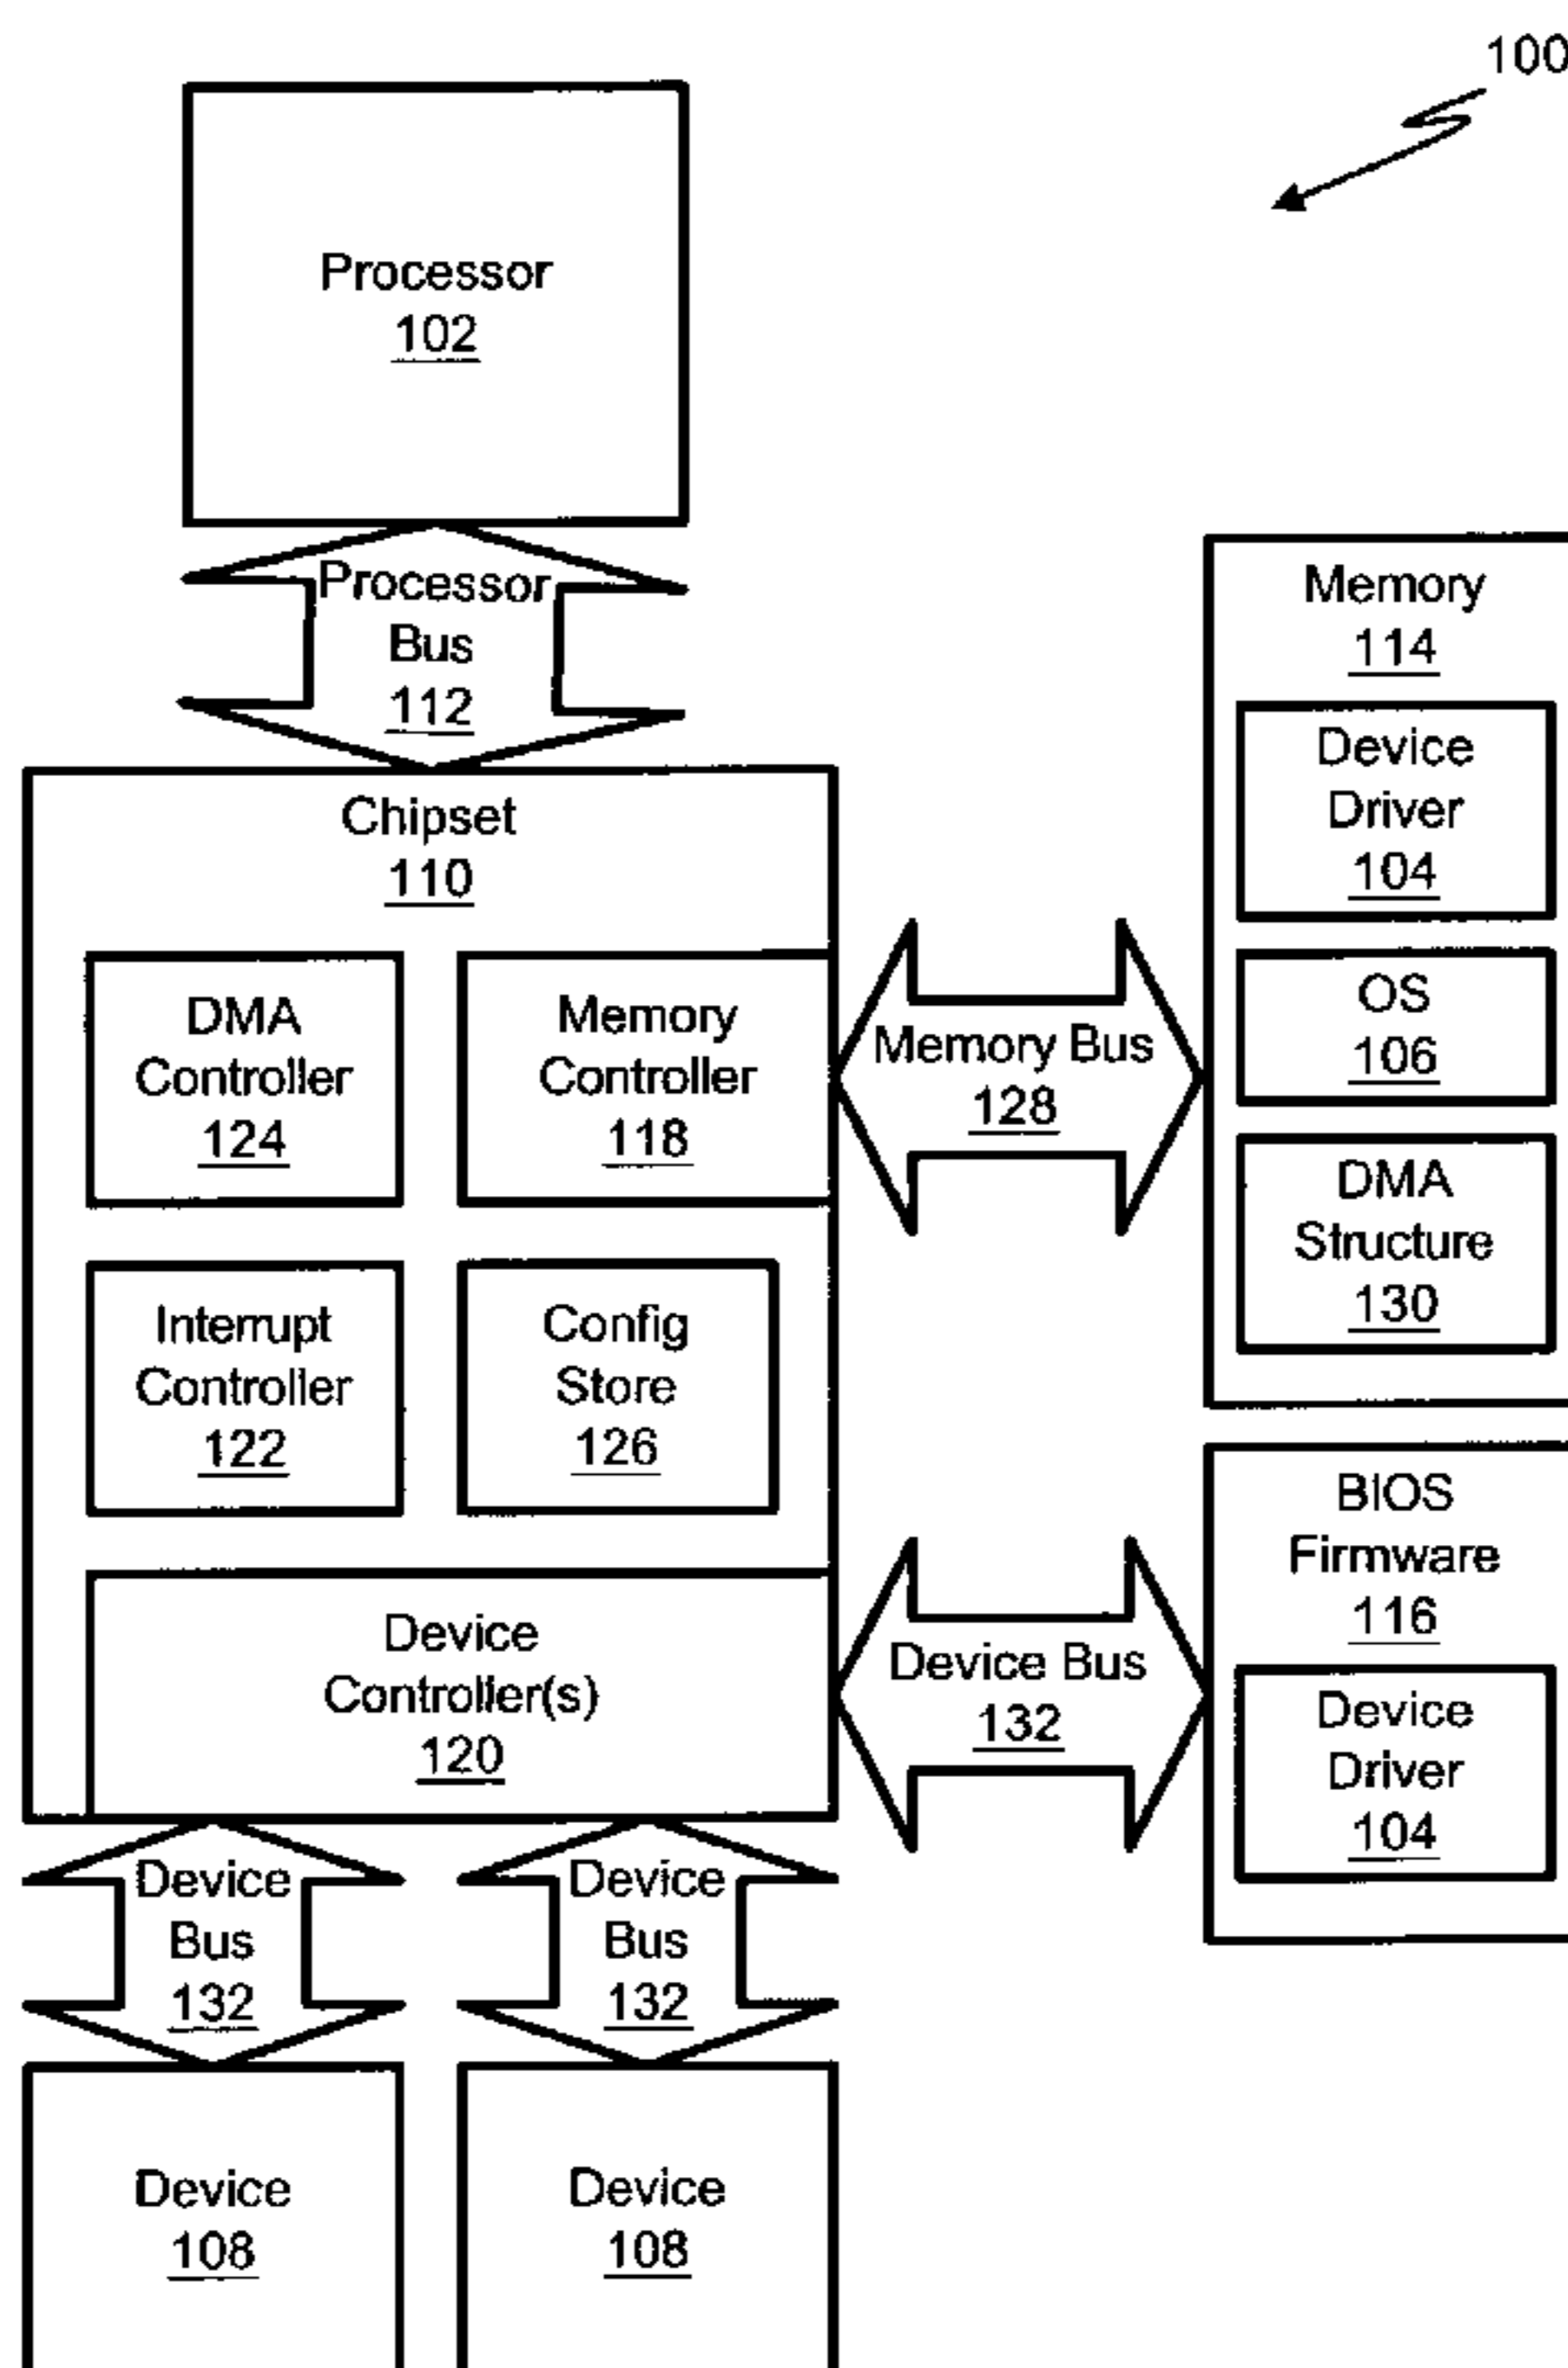 100
Processor
102
Processor
Bus
112
Chipset
110
DMA
Controller
124
Memory
Controller
118
Interrupt
Controller
122
Config
Store
126
Device
Controller(s)
120
Memory Bus
128
Device Bus
132
Memory
114
Device
Driver
104
OS
106
DMA
Structure
130
BIOS
Firmware
116
Device
Driver
104
Device
Bus
132
Device
Bus
132
Device
108
Device
108